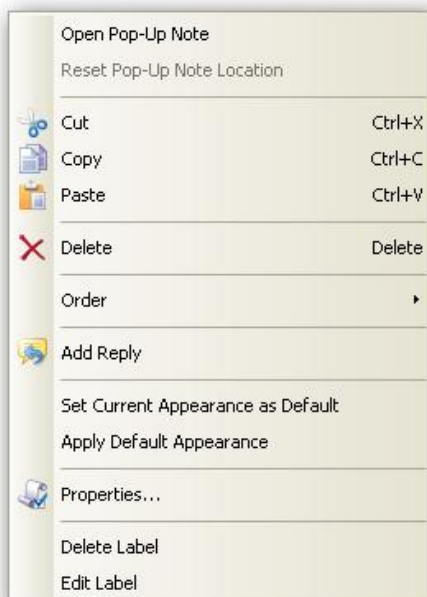 Open Pop-Up Note
Reset Pop-Up Note Location
Cut Ctrl+X
Copy Ctrl+C
Paste Ctrl+V
Delete Delete
Order
Add Reply
Set Current Appearance as Default
Apply Default Appearance
Properties...
Delete Label
Edit Label